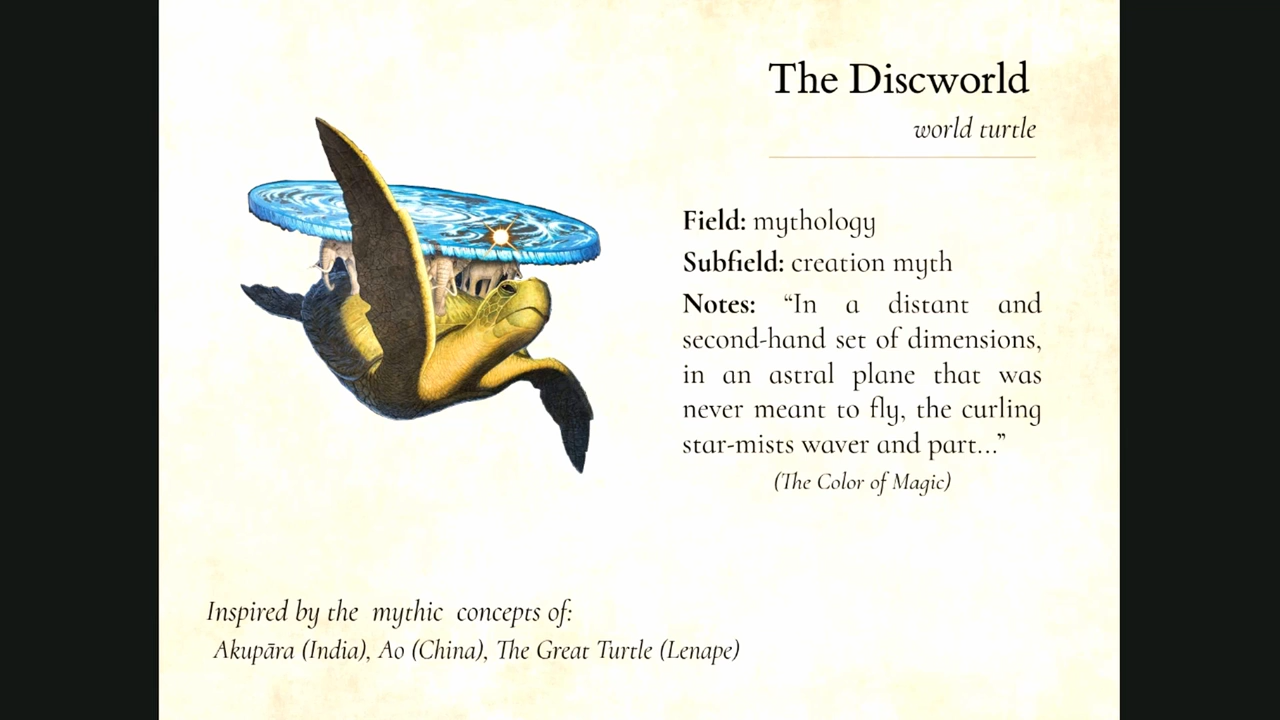 The Discworld
world turtle
Field: mythology
Subfield: creation myth
Notes: “In a distant and
second-hand set of dimensions,
in an astral plane that was
never meant to fly, the curling
star-mists waver and part...”
(The Color of Magic)
Inspired by the mythic concepts of:
Akupāra (India), Ao (China), The Great Turtle (Lenape)